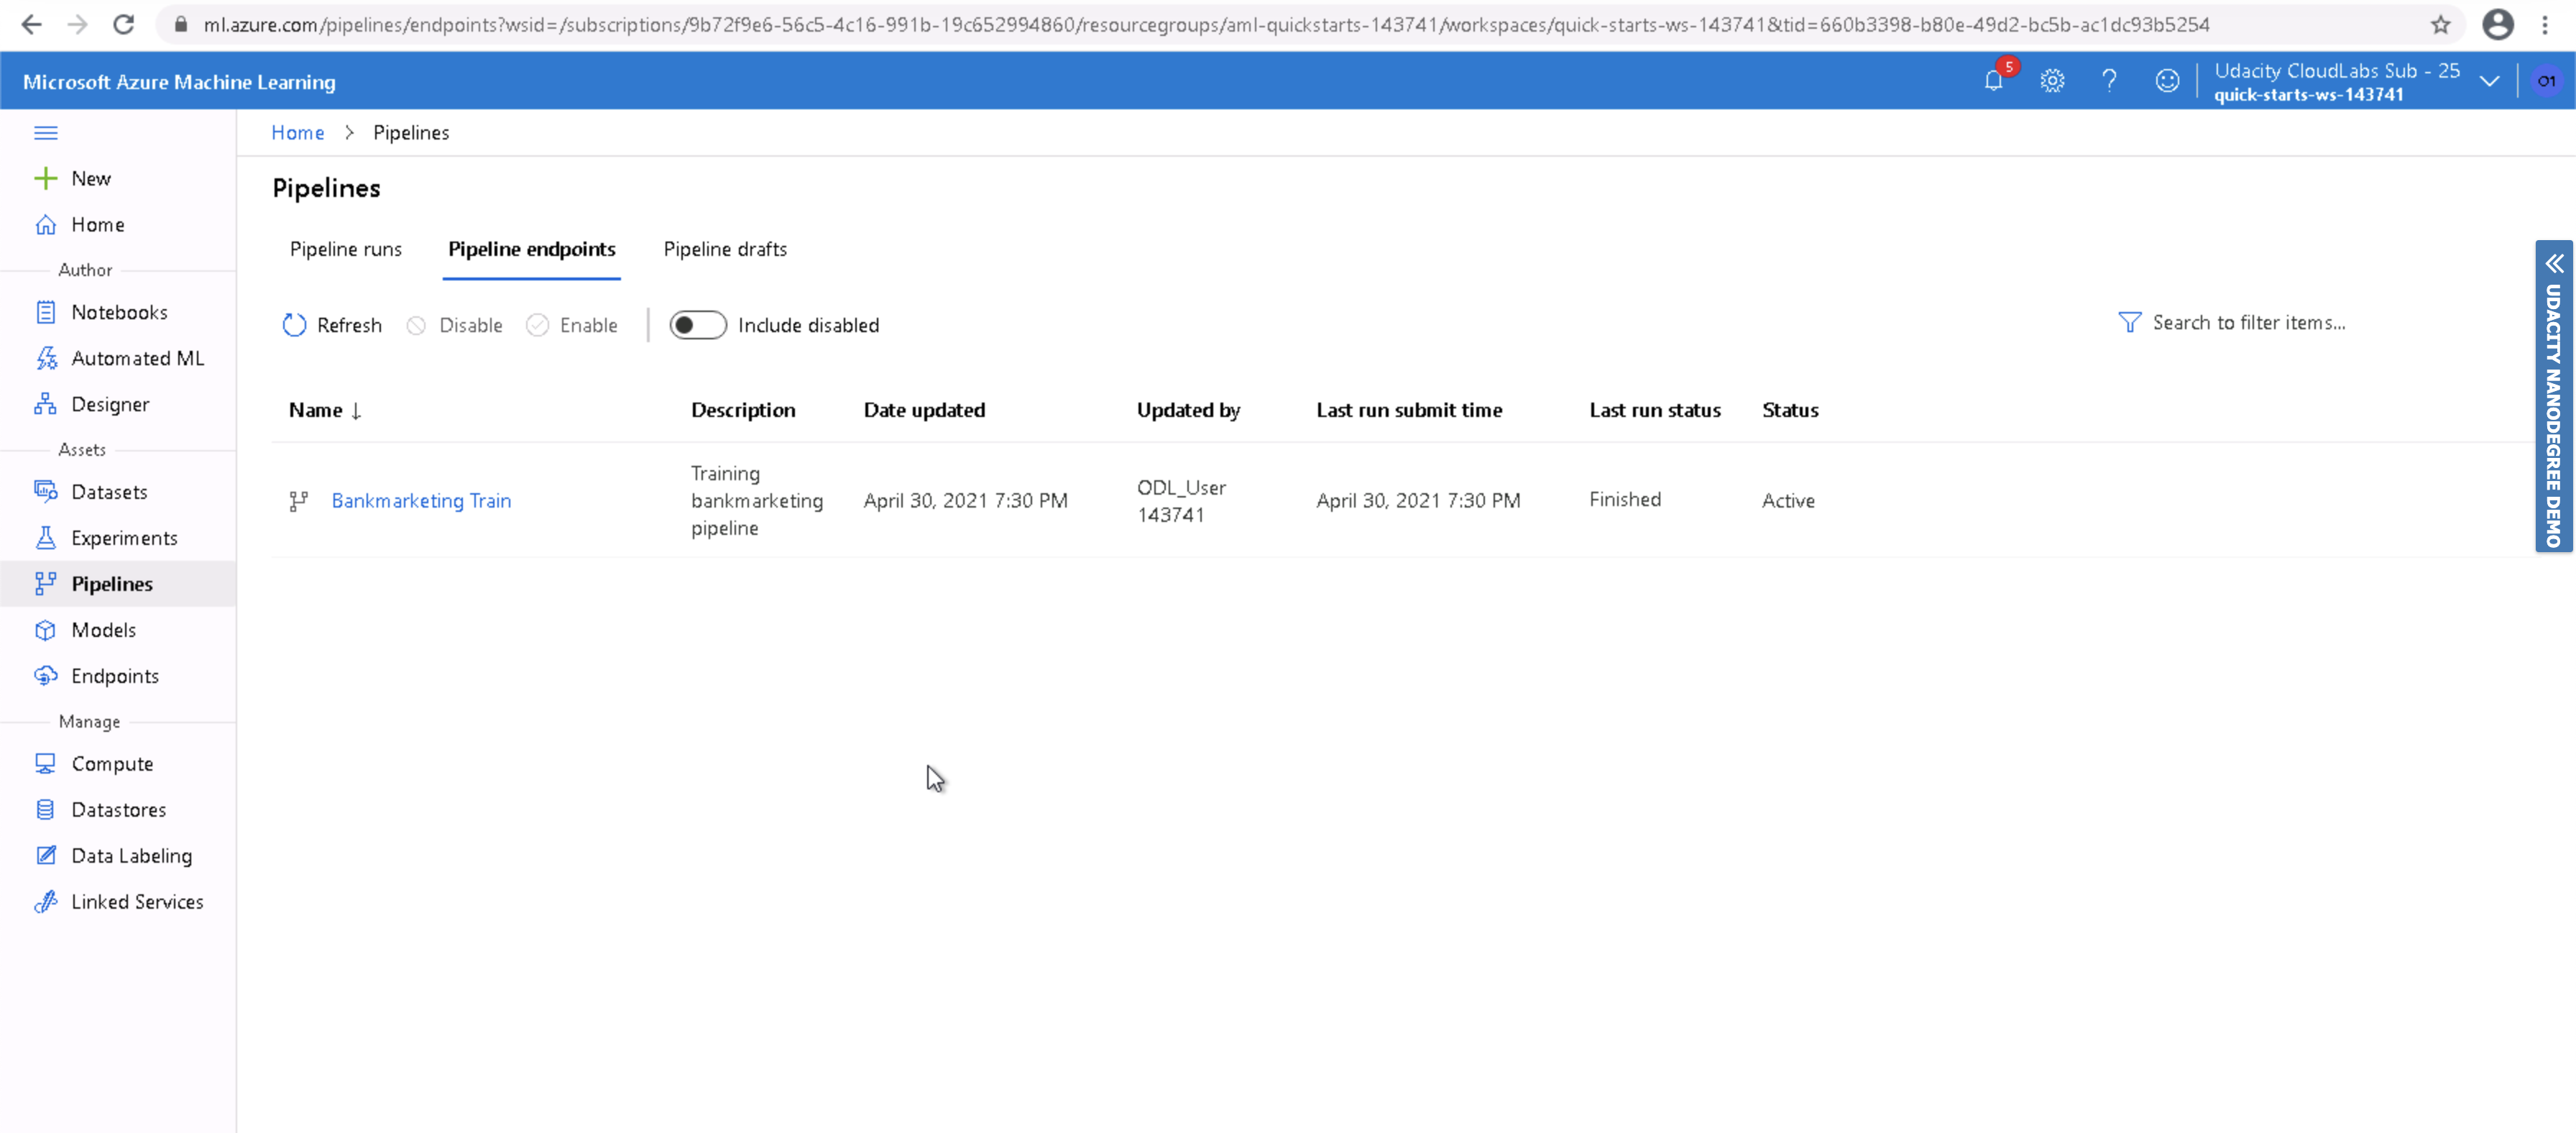 ml.azure.com/pipelines/endpoints?wsid=/subscriptions/9b72f9e6-56c5-4c16-991b-19c652994860/resourcegroups/aml-quickstarts-143741/workspaces/quick-starts-ws-143741&tid=660b3398-b80e-49d2-bc5b-ac1dc93b5254
Microsoft Azure Machine Learning
5
Udacity CloudLabs Sub - 25
quick-starts-ws-143741
O1
Home > Pipelines
New
Home
Author
Notebooks
Automated ML
Designer
Assets
Datasets
Experiments
Pipelines
Models
Endpoints
Manage
Compute
Datastores
Data Labeling
Linked Services
Pipelines
Pipeline runs Pipeline endpoints Pipeline drafts
Refresh Disable Enable Include disabled
Search to filter items...
Name ↓ Description Date updated Updated by Last run submit time Last run status Status
Bankmarketing Train
Training
bankmarketing
pipeline
April 30, 2021 7:30 PM
ODL_User
143741
April 30, 2021 7:30 PM
Finished
Active
UDACITY NANODEGREE DEMO